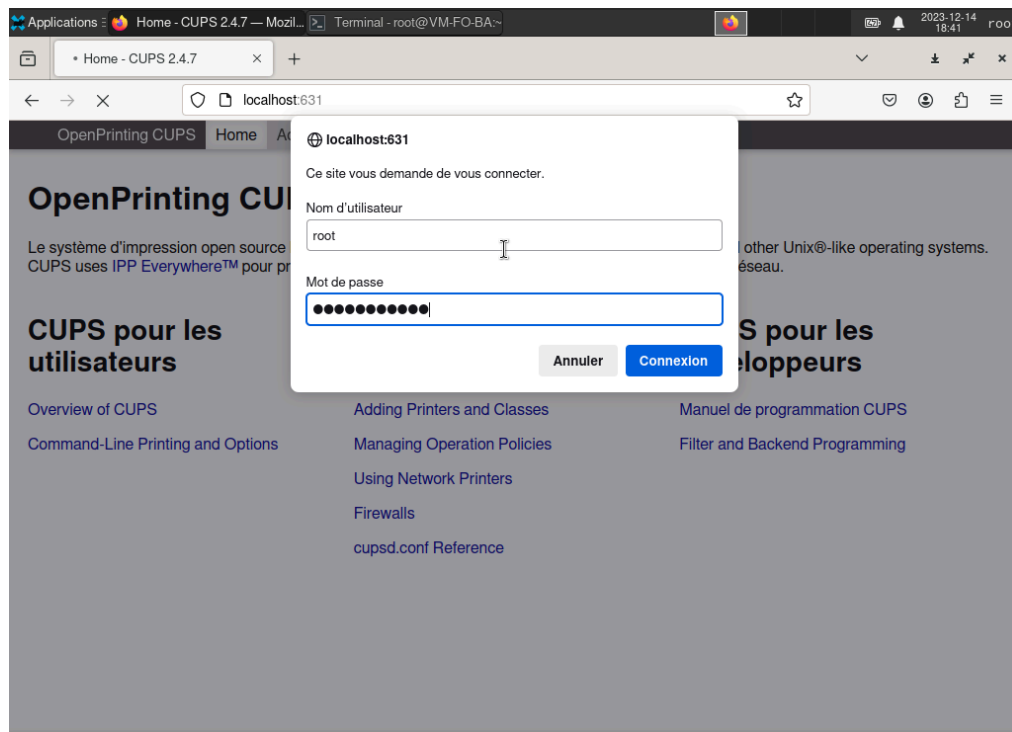 Applications
Home - CUPS 2.4.7 — Mozil...
Terminal - root@VM-FO-BA:~
2023-12-14
18:41
roo
Home - CUPS 2.4.7
localhost:631
OpenPrinting CUPS
Home
localhost:631
Ce site vous demande de vous connecter.
Nom d'utilisateur
root
Mot de passe
Annuler
Connexion
OpenPrinting CU
Le système d'impression open source
other Unix®-like operating systems.
CUPS uses IPP Everywhere™ pour
éseau.
CUPS pour les
utilisateurs
S pour les
eloppeurs
Overview of CUPS
Adding Printers and Classes
Manuel de programmation CUPS
Command-Line Printing and Options
Managing Operation Policies
Filter and Backend Programming
Using Network Printers
Firewalls
cupsd.conf Reference